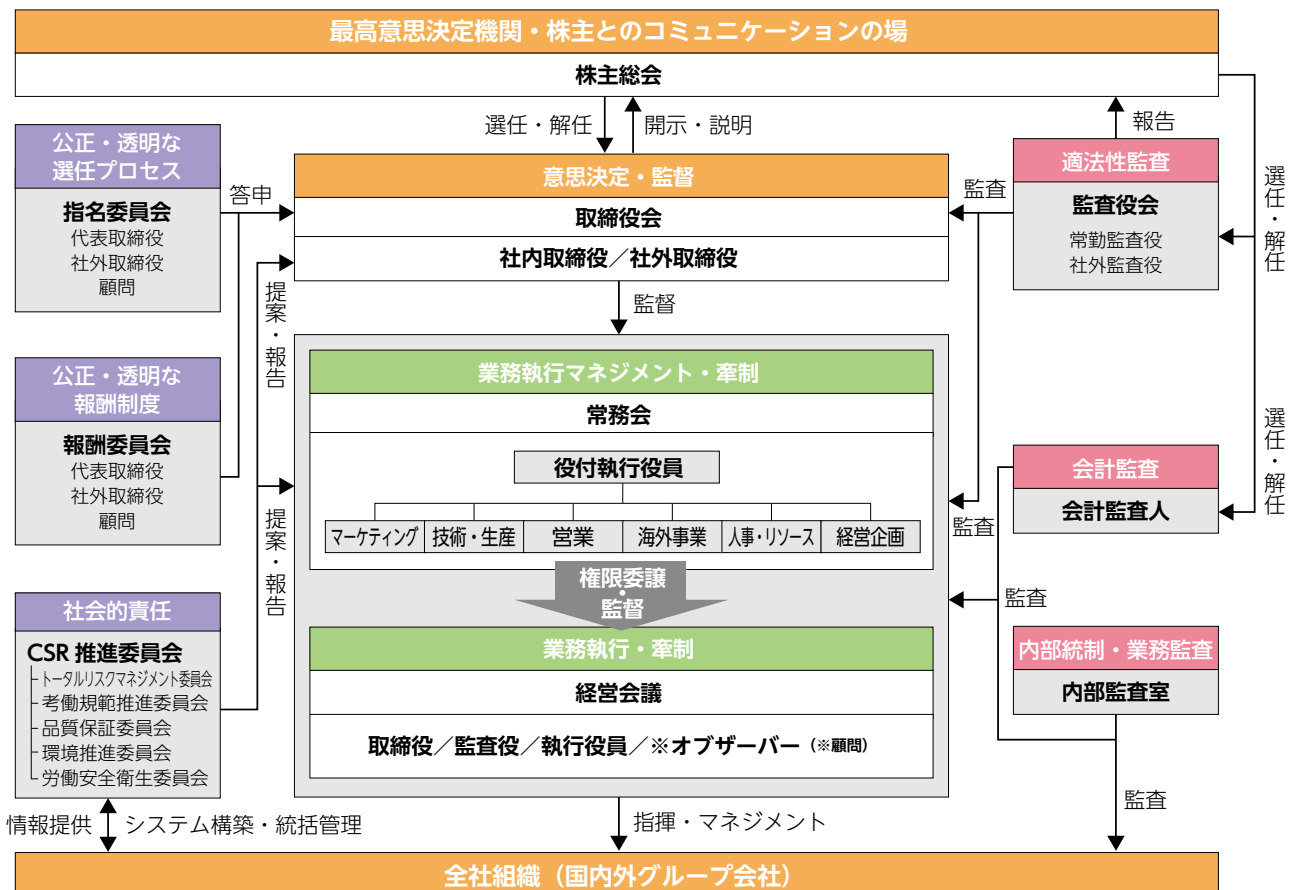 最高意思決定機関・株主とのコミュニケーションの場
株主総会
選任・解任
開示・説明
報告
選任・解任
選任・解任
公正・透明な
選任プロセス
指名委員会
代表取締役
社外取締役
顧問
答申
意思決定・監督
取締役会
社内取締役／社外取締役
監査
適法性監査
監査役会
常勤監査役
社外監査役
提案・報告
監督
公正・透明な
報酬制度
報酬委員会
代表取締役
社外取締役
顧問
業務執行マネジメント・牽制
常務会
役付執行役員
マーケティング
技術・生産
営業
海外事業
人事・リソース
経営企画
監査
会計監査
会計監査人
提案・報告
権限委譲
・
監督
監査
社会的責任
CSR 推進委員会
トータルリスクマネジメント委員会
考働規範推進委員会
品質保証委員会
環境推進委員会
労働安全衛生委員会
業務執行・牽制
経営会議
取締役／監査役／執行役員／※オブザーバー（※顧問）
内部統制・業務監査
内部監査室
情報提供
システム構築・統括管理
指揮・マネジメント
監査
全社組織（国内外グループ会社）